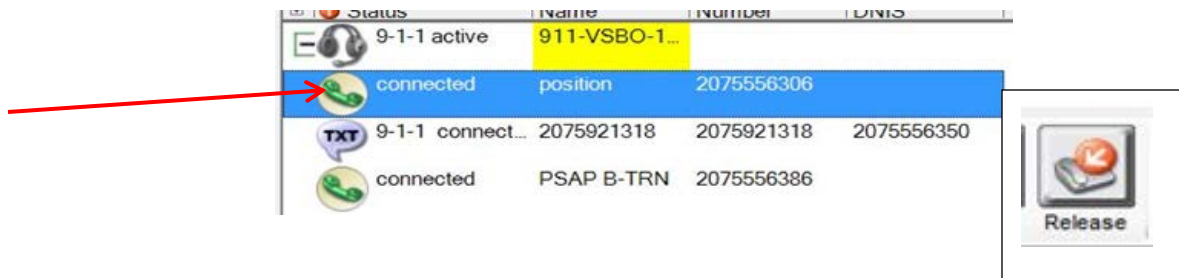 Status Name Number DNIS
9-1-1 active 911-VSBO-1...
connected position 2075556306
TXT 9-1-1 connect... 2075921318 2075921318 2075556350
connected PSAP B-TRN 2075556386
Release